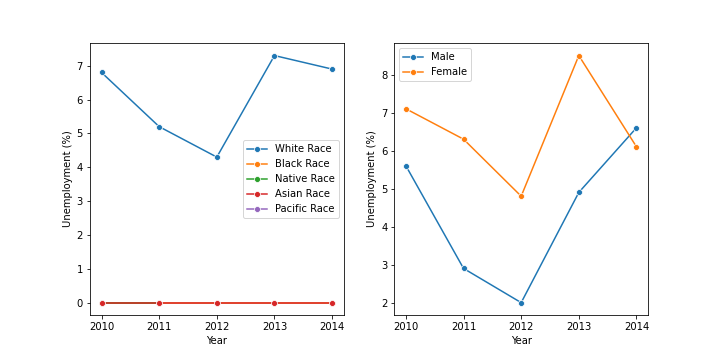 7
6
5
4
3
2
1
0
Unemployment (%)
2010 2011 2012 2013 2014
Year
White Race
Black Race
Native Race
Asian Race
Pacific Race
8
7
6
5
4
3
2
Unemployment (%)
2010 2011 2012 2013 2014
Year
Male
Female